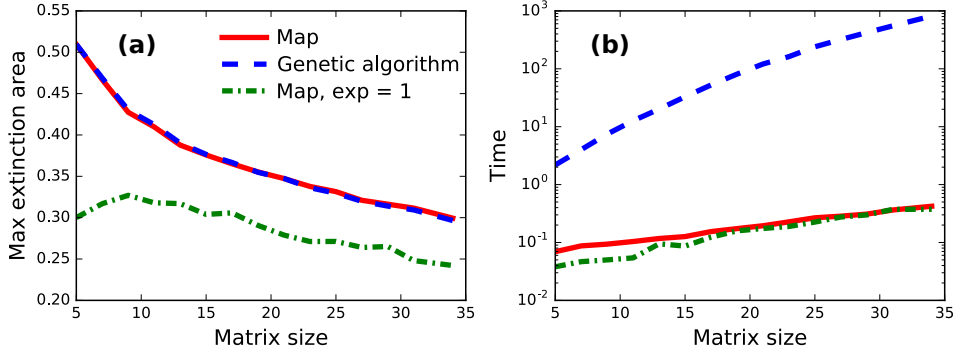 (a)
Map
Genetic algorithm
Map, exp = 1
Max extinction area
0.55
0.50
0.45
0.40
0.35
0.30
0.25
0.20
5 10 15 20 25 30 35
Matrix size
(b)
Time
10^3
10^2
10^1
10^0
10^-1
10^-2
5 10 15 20 25 30 35
Matrix size